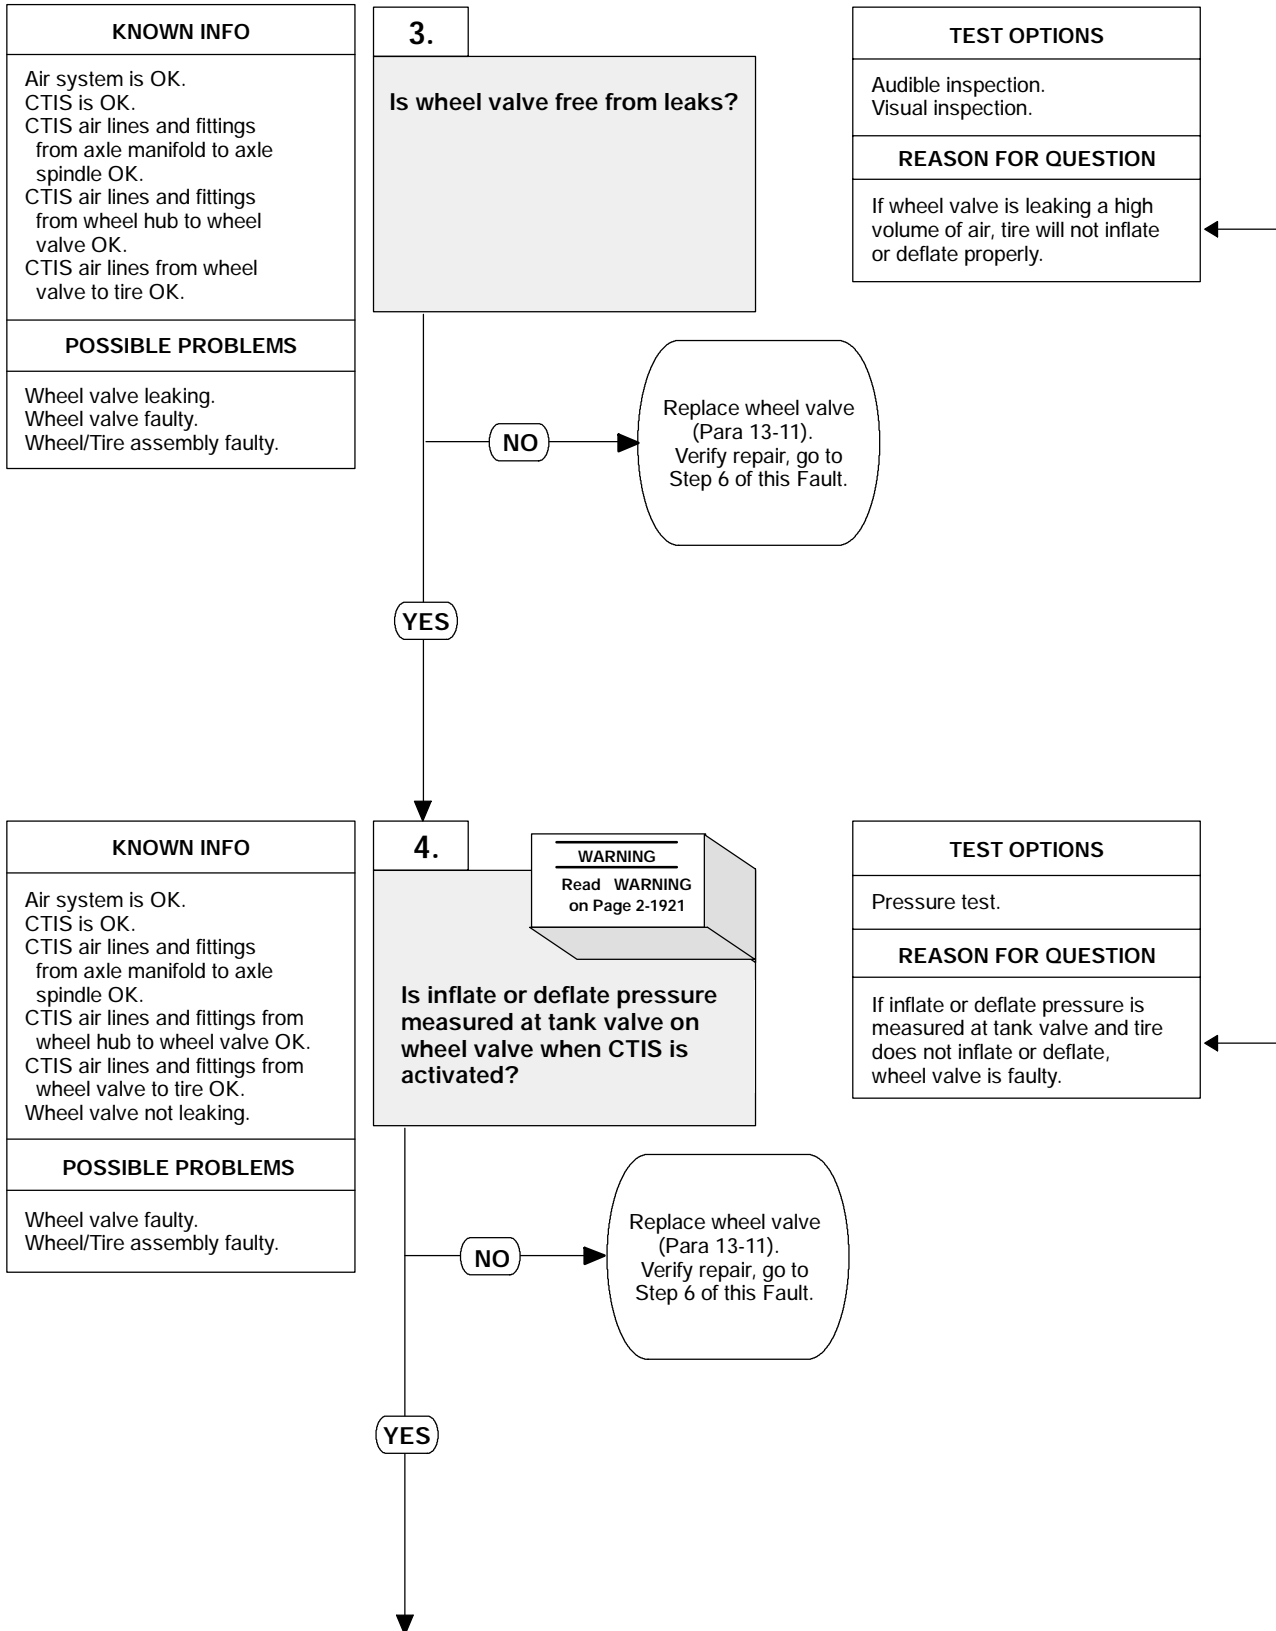 KNOWN INFO
Air system is OK.
CTIS is OK.
CTIS air lines and fittings
from axle manifold to axle
spindle OK.
CTIS air lines and fittings
from wheel hub to wheel
valve OK.
CTIS air lines from wheel
valve to tire OK.
POSSIBLE PROBLEMS
Wheel valve leaking.
Wheel valve faulty.
Wheel/Tire assembly faulty.
3.
Is wheel valve free from leaks?
TEST OPTIONS
Audible inspection.
Visual inspection.
REASON FOR QUESTION
If wheel valve is leaking a high
volume of air, tire will not inflate
or deflate properly.
NO
Replace wheel valve
(Para 13-11).
Verify repair, go to
Step 6 of this Fault.
YES
KNOWN INFO
Air system is OK.
CTIS is OK.
CTIS air lines and fittings
from axle manifold to axle
spindle OK.
CTIS air lines and fittings from
wheel hub to wheel valve OK.
CTIS air lines and fittings from
wheel valve to tire OK.
Wheel valve not leaking.
POSSIBLE PROBLEMS
Wheel valve faulty.
Wheel/Tire assembly faulty.
4.
WARNING
Read WARNING
on Page 2-1921
Is inflate or deflate pressure
measured at tank valve on
wheel valve when CTIS is
activated?
TEST OPTIONS
Pressure test.
REASON FOR QUESTION
If inflate or deflate pressure is
measured at tank valve and tire
does not inflate or deflate,
wheel valve is faulty.
NO
Replace wheel valve
(Para 13-11).
Verify repair, go to
Step 6 of this Fault.
YES